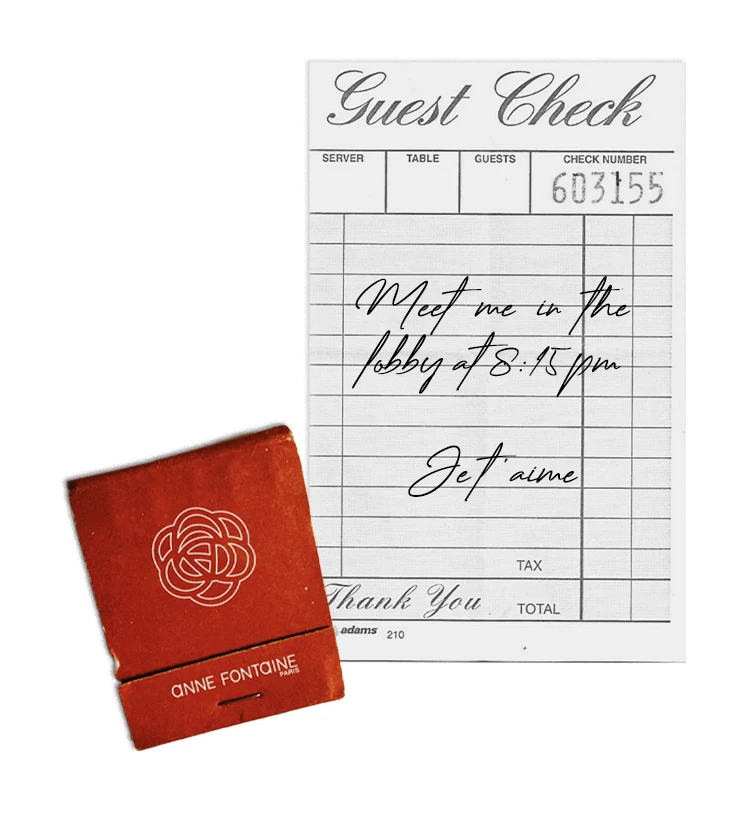 Guest Check
SERVER TABLE GUESTS CHECK NUMBER
603155
Meet me in the
lobby at 8:15 pm
Je t'aime
TAX
Thank You TOTAL
adams 210
ANNE FONTAINE
PARIS